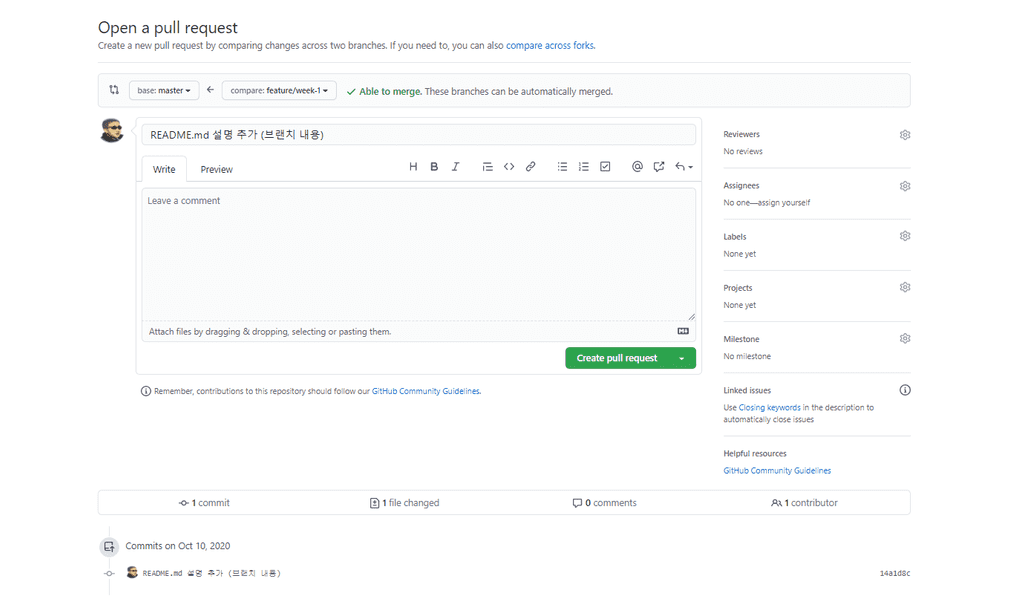 Open a pull request
Create a new pull request by comparing changes across two branches. If you need to, you can also compare across forks.
base: master
compare: feature/week-1
Able to merge. These branches can be automatically merged.
README.md 설명 추가 (브랜치 내용)
Write
Preview
Leave a comment
Attach files by dragging & dropping, selecting or pasting them.
Create pull request
Remember, contributions to this repository should follow our GitHub Community Guidelines.
Reviewers
No reviews
Assignees
No one—assign yourself
Labels
None yet
Projects
None yet
Milestone
No milestone
Linked issues
Use Closing keywords in the description to
automatically close issues
Helpful resources
GitHub Community Guidelines
1 commit
1 file changed
0 comments
1 contributor
Commits on Oct 10, 2020
README.md 설명 추가 (브랜치 내용)
14a1d8c